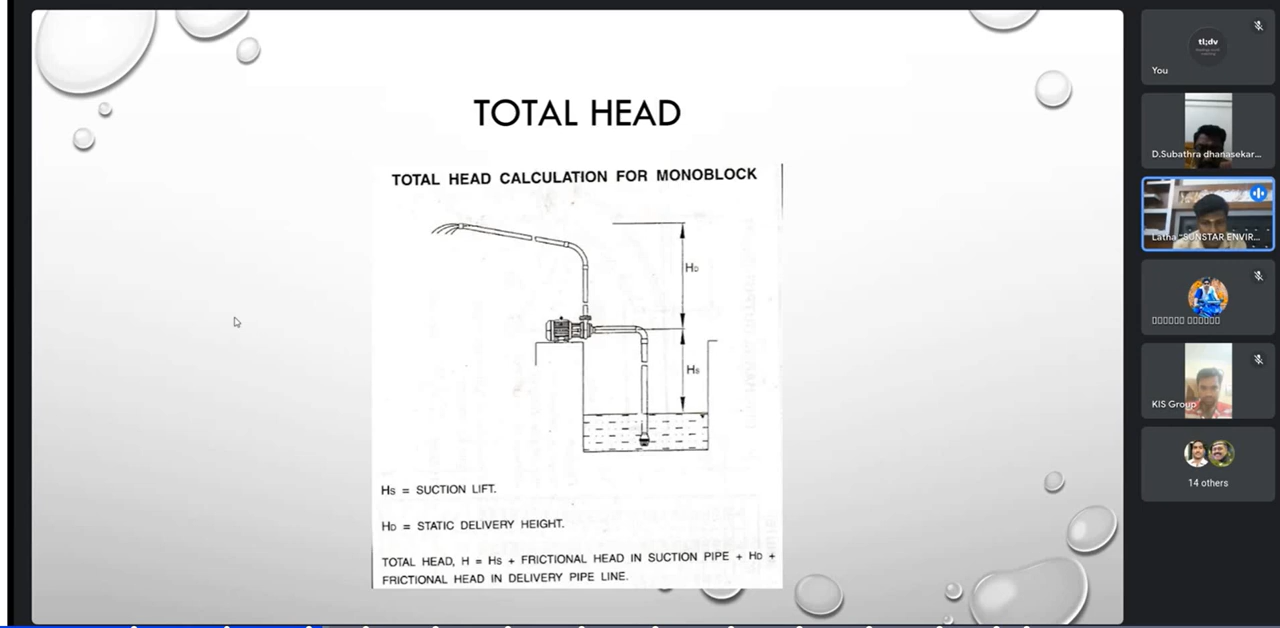 TOTAL HEAD
TOTAL HEAD CALCULATION FOR MONOBLOCK
HD
HS
HS = SUCTION LIFT.
HD = STATIC DELIVERY HEIGHT.
TOTAL HEAD, H = HS + FRICTIONAL HEAD IN SUCTION PIPE + HD +
FRICTIONAL HEAD IN DELIVERY PIPE LINE.
tl;dv
You
D.Subathra dhanasekar...
Latha "SUNSTAR ENVIR...
KIS Group
14 others